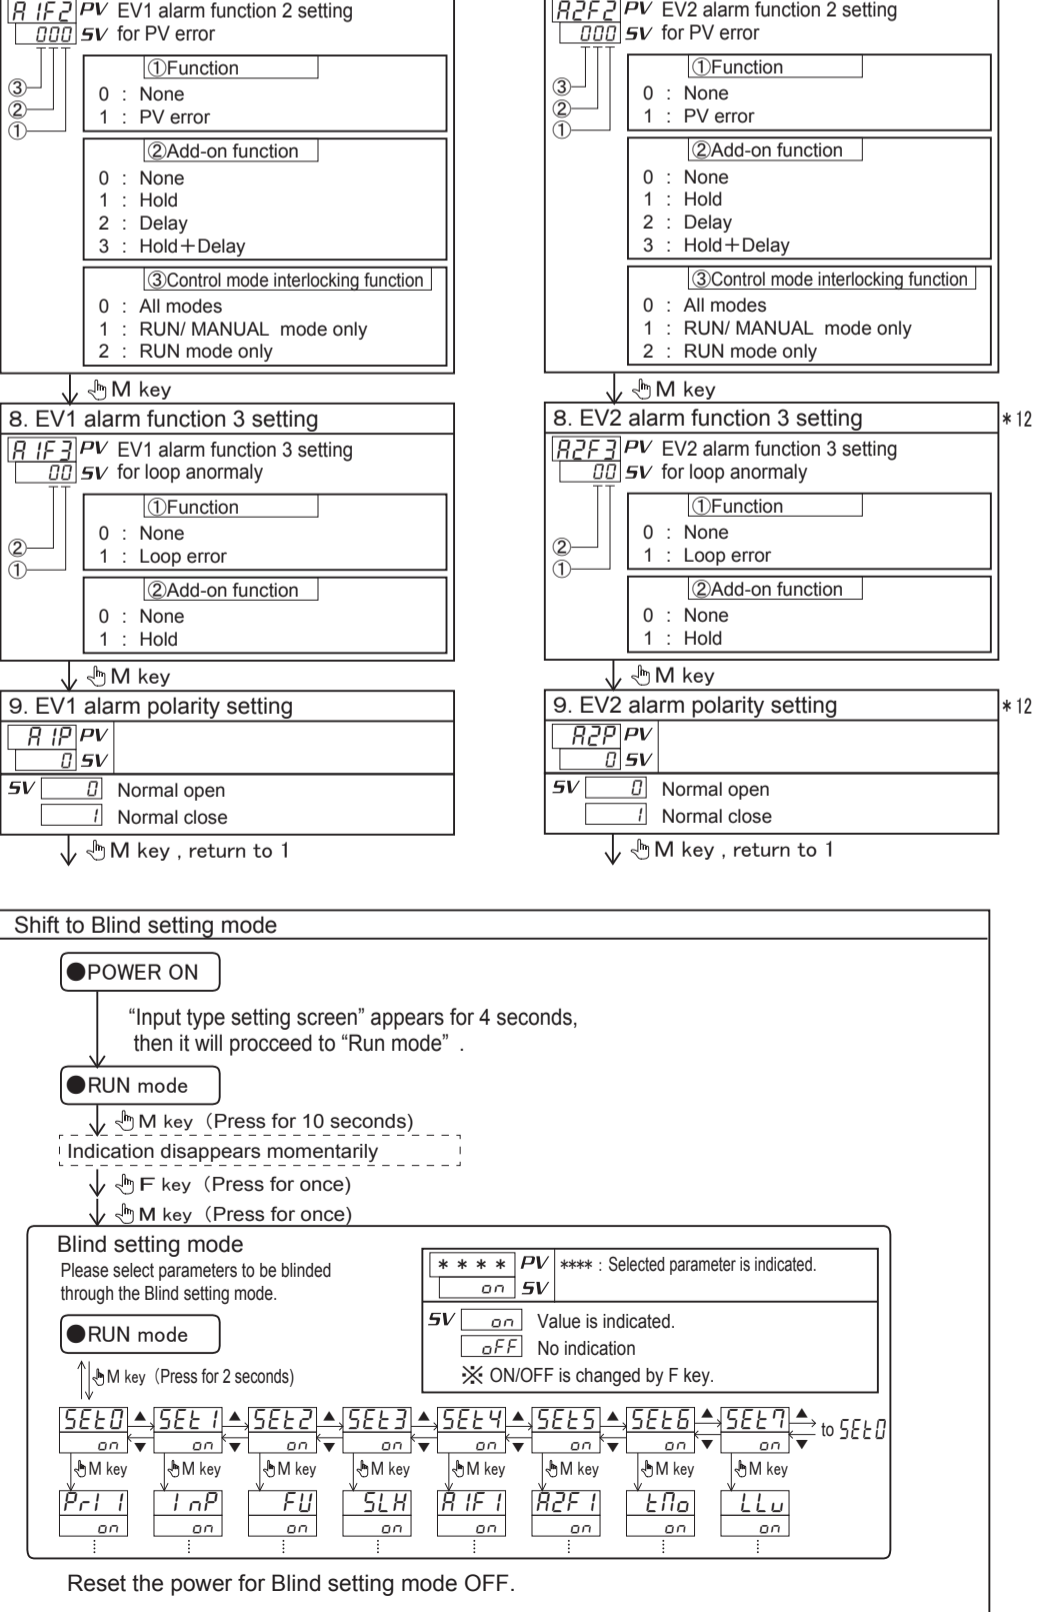 A1F2 PV EV1 alarm function 2 setting
000 SV for PV error
①Function
0 : None
1 : PV error
②Add-on function
0 : None
1 : Hold
2 : Delay
3 : Hold+Delay
③Control mode interlocking function
0 : All modes
1 : RUN/ MANUAL mode only
2 : RUN mode only
③
②
①
M key
8. EV1 alarm function 3 setting
A1F3 PV EV1 alarm function 3 setting
00 SV for loop anormaly
①Function
0 : None
1 : Loop error
②Add-on function
0 : None
1 : Hold
②
①
M key
9. EV1 alarm polarity setting
A1P PV
0 SV
SV 0 Normal open
1 Normal close
M key , return to 1
A2F2 PV EV2 alarm function 2 setting
000 SV for PV error
①Function
0 : None
1 : PV error
②Add-on function
0 : None
1 : Hold
2 : Delay
3 : Hold+Delay
③Control mode interlocking function
0 : All modes
1 : RUN/ MANUAL mode only
2 : RUN mode only
③
②
①
M key
8. EV2 alarm function 3 setting *12
A2F3 PV EV2 alarm function 3 setting
00 SV for loop anormaly
①Function
0 : None
1 : Loop error
②Add-on function
0 : None
1 : Hold
②
①
M key
9. EV2 alarm polarity setting *12
A2P PV
0 SV
SV 0 Normal open
1 Normal close
M key , return to 1
Shift to Blind setting mode
●POWER ON
“Input type setting screen” appears for 4 seconds,
then it will procceed to “Run mode” .
●RUN mode
M key (Press for 10 seconds)
Indication disappears momentarily
F key (Press for once)
M key (Press for once)
Blind setting mode
Please select parameters to be blinded
through the Blind setting mode.
**** PV ****: Selected parameter is indicated.
on SV
SV on Value is indicated.
oFF No indication
※ ON/OFF is changed by F key.
●RUN mode
M key (Press for 2 seconds)
SEt0 ▲ SEt1 ▲ SEt2 ▲ SEt3 ▲ SEt4 ▲ SEt5 ▲ SEt6 ▲ SEt7 ▲ to SEt0
on ▼ on ▼ on ▼ on ▼ on ▼ on ▼ on ▼ on ▼
M key M key M key M key M key M key M key M key
Prl1 InP FU SLH A1F1 A2F1 tMo LLv
on on on on on on on on
Reset the power for Blind setting mode OFF.